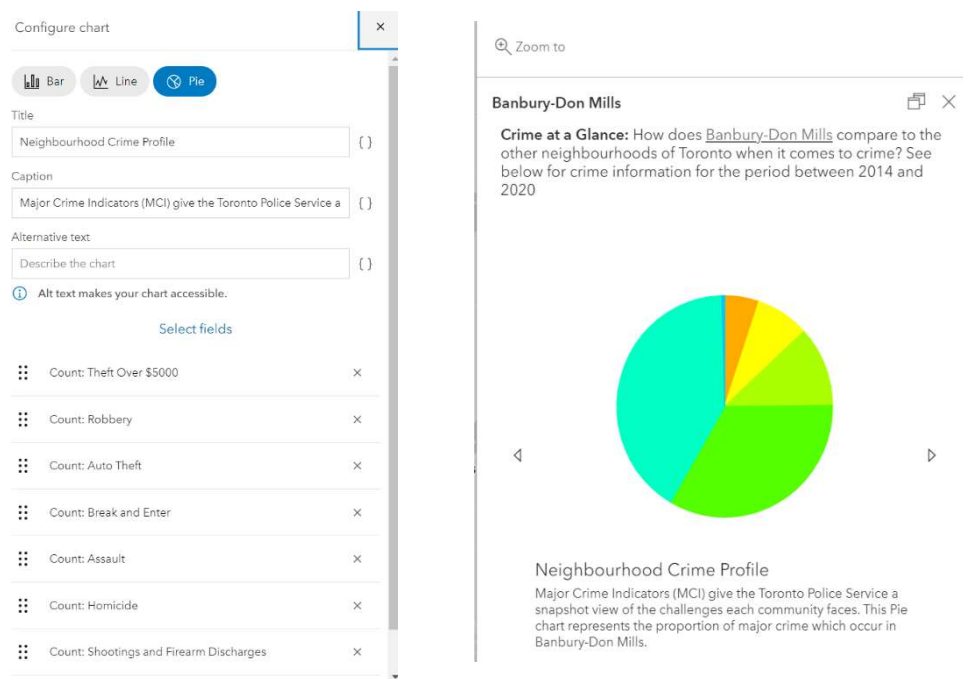 Configure chart
Bar
Line
Pie
Title
Neighbourhood Crime Profile
{ }
Caption
Major Crime Indicators (MCI) give the Toronto Police Service a
{ }
Alternative text
Describe the chart
{ }
Alt text makes your chart accessible.
Select fields
Count: Theft Over $5000
Count: Robbery
Count: Auto Theft
Count: Break and Enter
Count: Assault
Count: Homicide
Count: Shootings and Firearm Discharges
Zoom to
Banbury-Don Mills
Crime at a Glance: How does Banbury-Don Mills compare to the
other neighbourhoods of Toronto when it comes to crime? See
below for crime information for the period between 2014 and
2020
Neighbourhood Crime Profile
Major Crime Indicators (MCI) give the Toronto Police Service a
snapshot view of the challenges each community faces. This Pie
chart represents the proportion of major crime which occur in
Banbury-Don Mills.